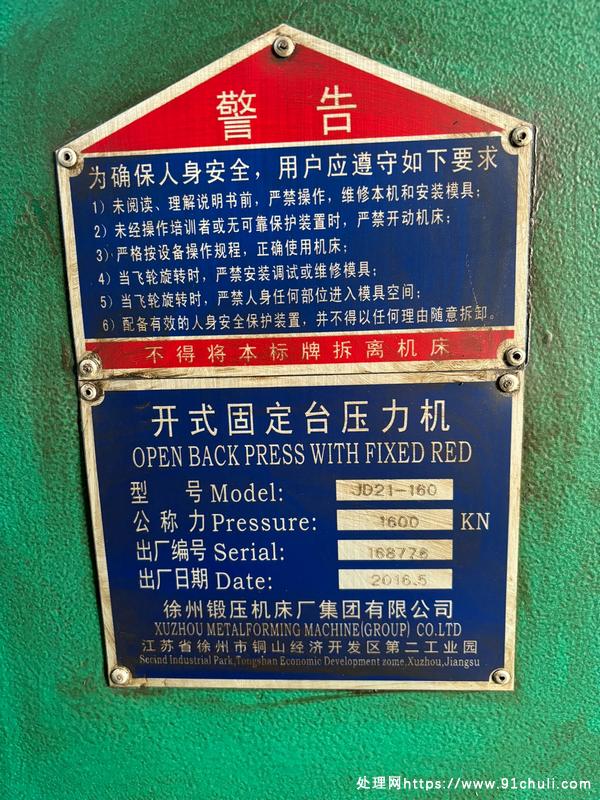 警 告
为确保人身安全，用户应遵守如下要求
1）未阅读、理解说明书前，严禁操作，维修本机和安装模具；
2）未经操作培训者或无可靠保护装置时，严禁开动机床；
3）严格按设备操作规程，正确使用机床；
4）当飞轮旋转时，严禁安装调试或维修模具；
5）当飞轮旋转时，严禁人身任何部位进入模具空间；
6）配备有效的人身安全保护装置，并不得以任何理由随意拆卸。
不得将本标牌拆离机床
开式固定台压力机
OPEN BACK PRESS WITH FIXED RED
型 号 Model: JD21-160
公称力 Pressure: 1600 KN
出厂编号 Serial: 168776
出厂日期 Date: 2016.5
徐州锻压机床厂集团有限公司
XUZHOU METALFORMING MACHINE(GROUP) CO.LTD
江苏省徐州市铜山经济开发区第二工业园
Secind Industrial Park,Tongshan Economic Development zome,Xuzhou,Jiangsu
处理网https://www.91chuli.com/